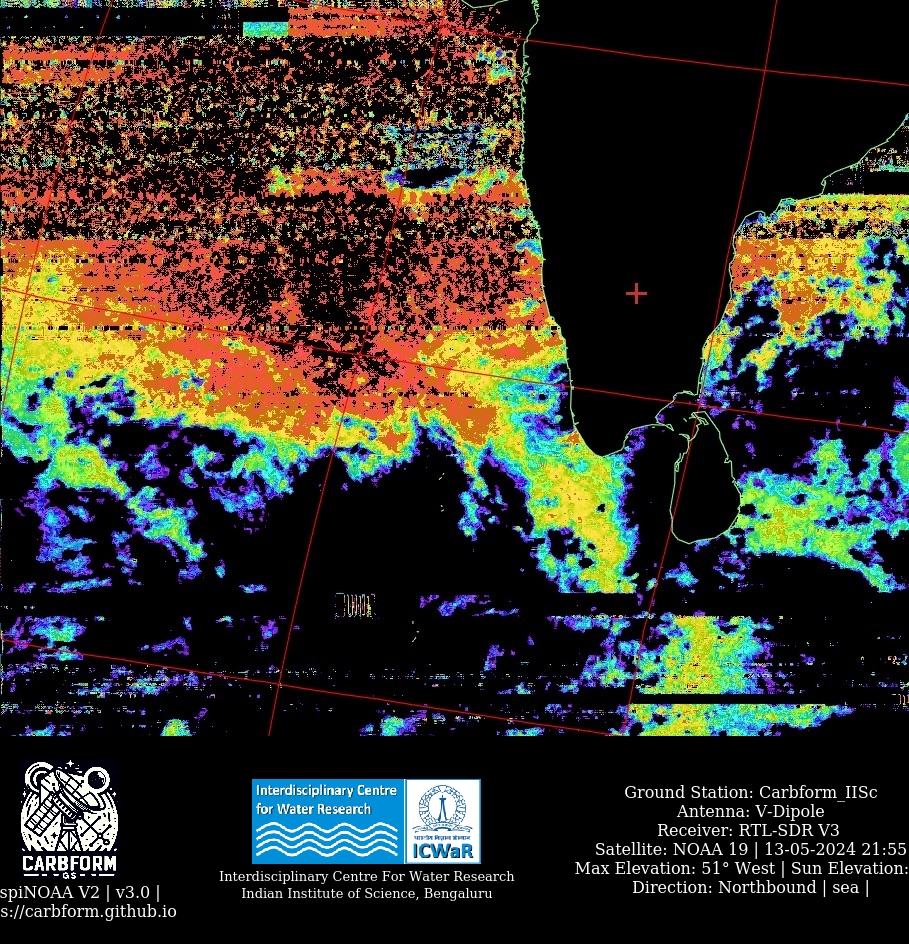 CARBFORM
GS
spiNOAA V2 | v3.0 |
s://carbform.github.io
Interdisciplinary Centre
for Water Research
ICWaR
Interdisciplinary Centre For Water Research
Indian Institute of Science, Bengaluru
Ground Station: Carbform_IISc
Antenna: V-Dipole
Receiver: RTL-SDR V3
Satellite: NOAA 19 | 13-05-2024 21:55
Max Elevation: 51° West | Sun Elevation:
Direction: Northbound | sea |